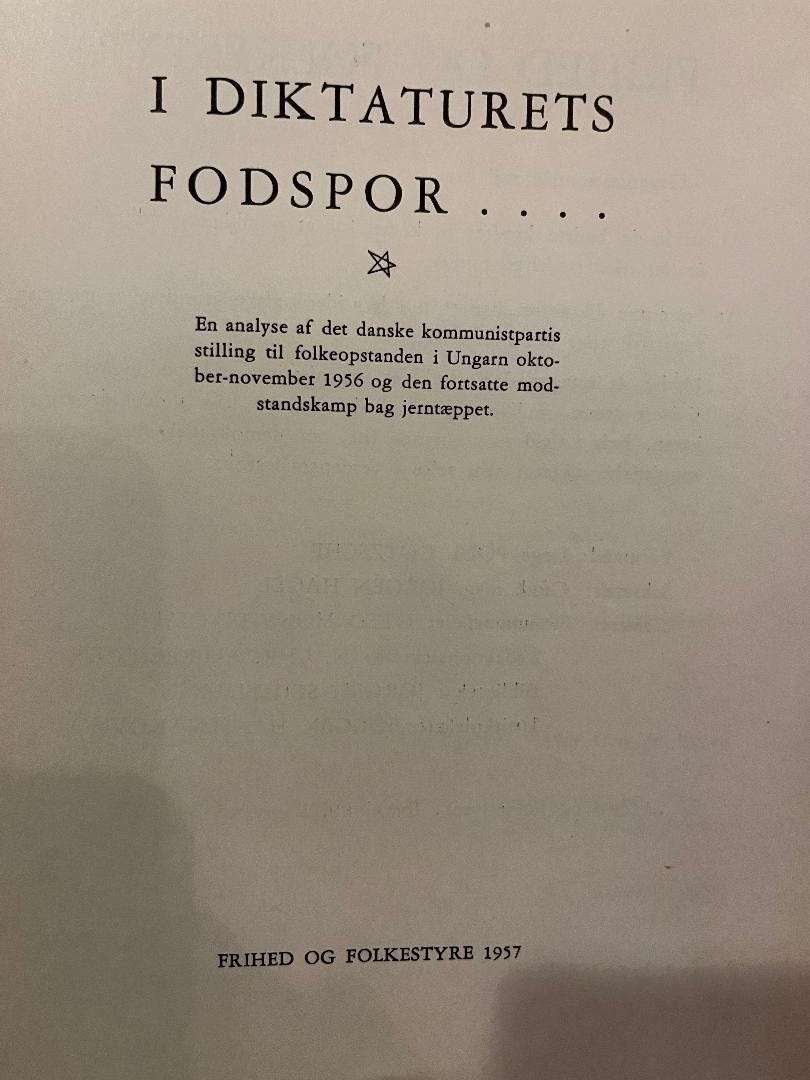 I DIKTATURETS
FODSPOR . . . .
En analyse af det danske kommunistpartis
stilling til folkeopstanden i Ungarn okto-
ber-november 1956 og den fortsatte mod-
standskamp bag jerntæppet.
FRIHED OG FOLKESTYRE 1957